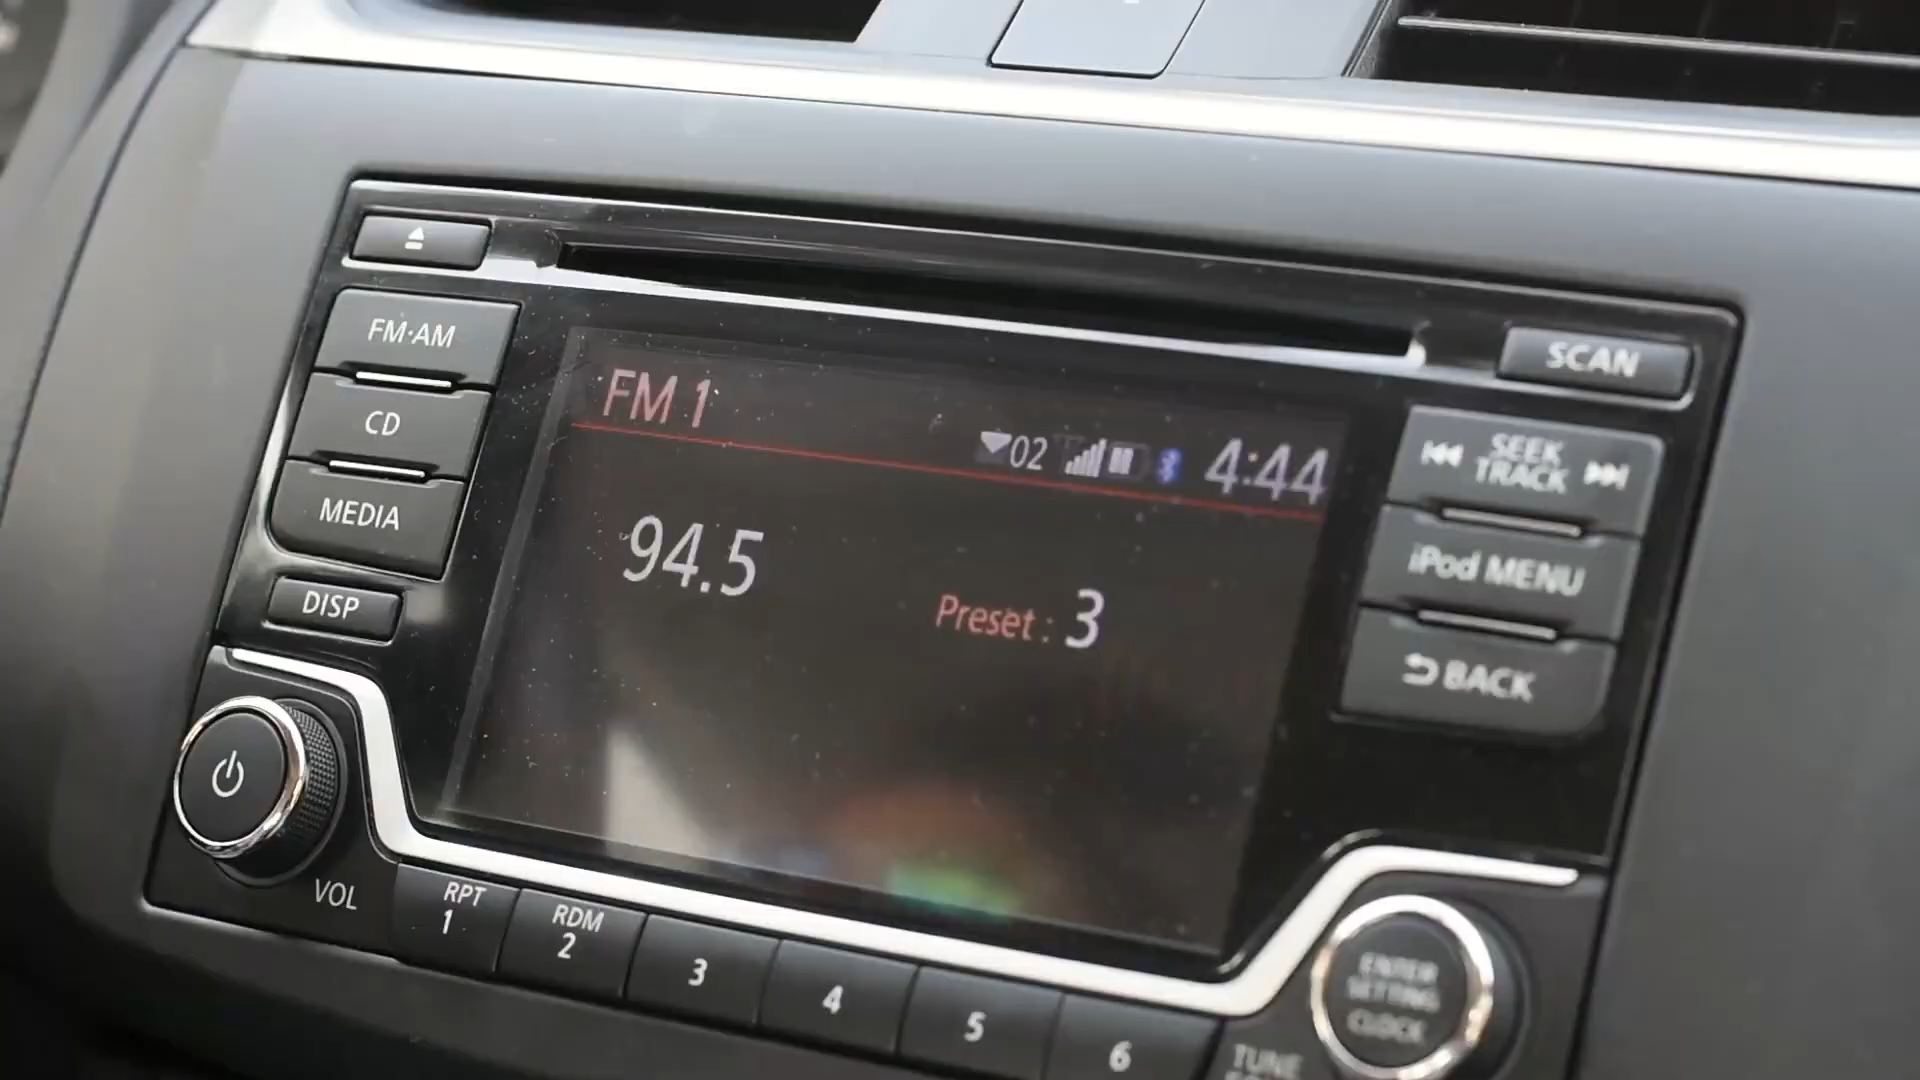 FM·AM
CD
MEDIA
DISP
VOL
FM 1
02
4:44
94.5
Preset : 3
SCAN
SEEK
TRACK
iPod MENU
BACK
RPT
1
RDM
2
3
4
5
6
ENTER
SETTING
CLOCK
TUNE